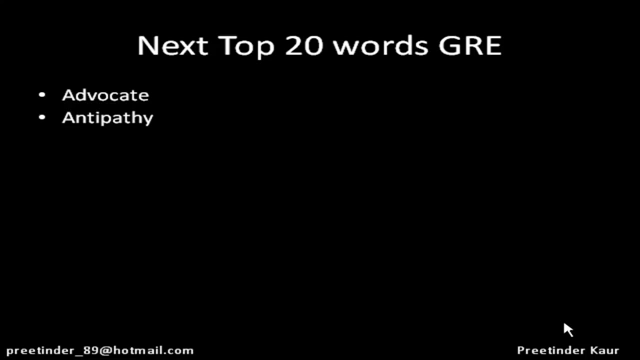 Next Top 20 words GRE
• Advocate
• Antipathy
preetinder_89@hotmail.com
Preetinder Kaur